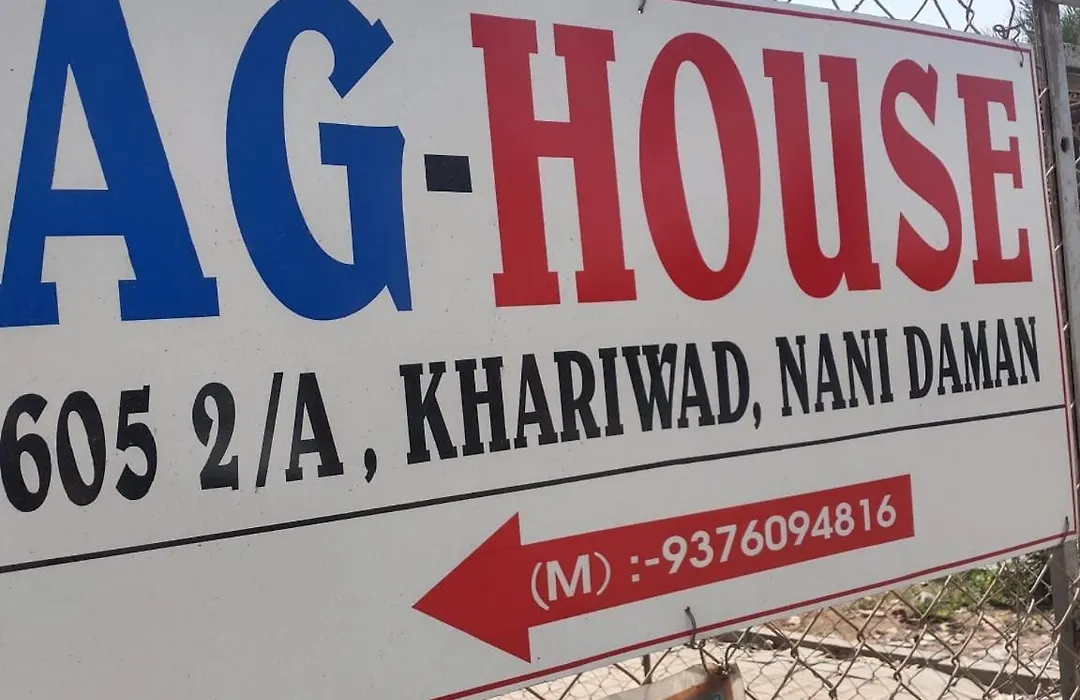 AG-HOUSE
605 2/A, KHARIWAD, NANI DAMAN
(M) :-9376094816